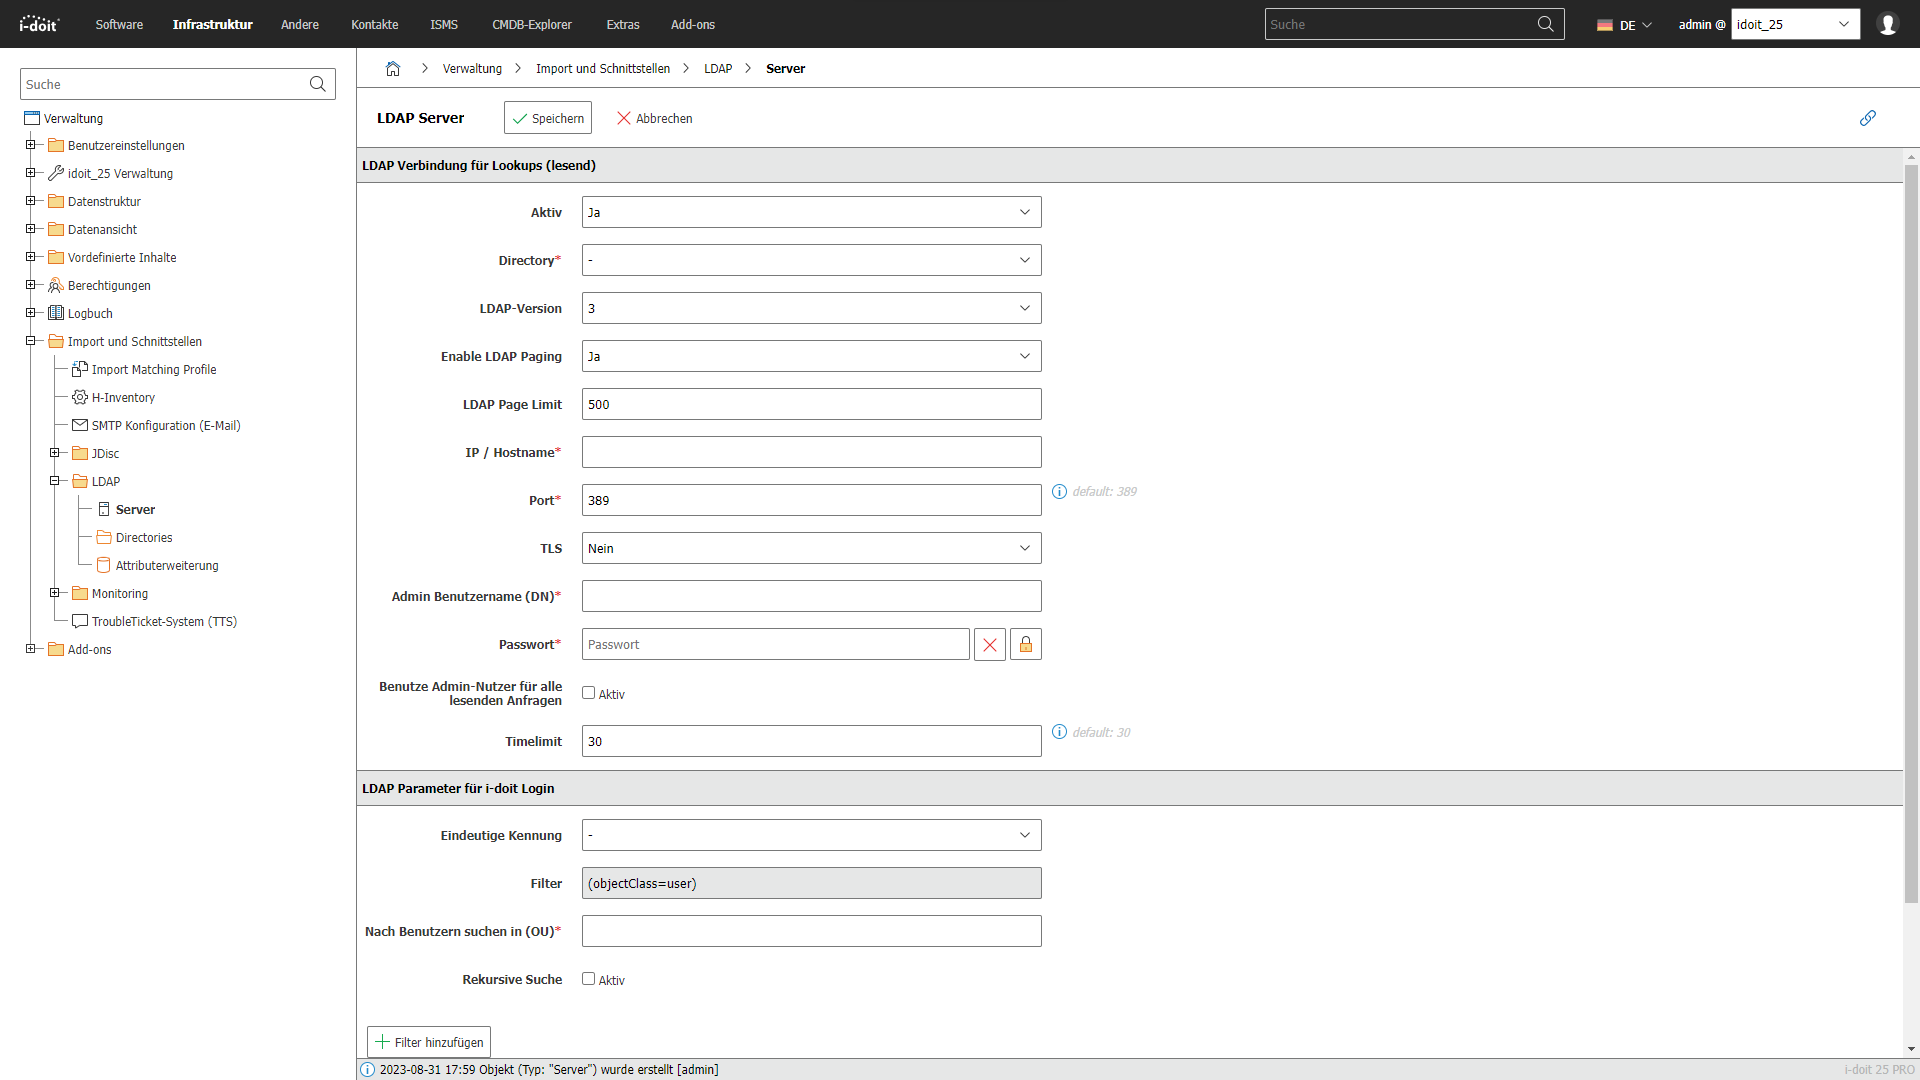 i-doit
Software
Infrastruktur
Andere
Kontakte
ISMS
CMDB-Explorer
Extras
Add-ons
Suche
DE
admin @
idoit_25
Suche
Verwaltung
Benutzereinstellungen
idoit_25 Verwaltung
Datenstruktur
Datenansicht
Vordefinierte Inhalte
Berechtigungen
Logbuch
Import und Schnittstellen
Import Matching Profile
H-Inventory
SMTP Konfiguration (E-Mail)
JDisc
LDAP
Server
Directories
Attributerweiterung
Monitoring
TroubleTicket-System (TTS)
Add-ons
Verwaltung
Import und Schnittstellen
LDAP
Server
LDAP Server
Speichern
Abbrechen
LDAP Verbindung für Lookups (lesend)
Aktiv
Ja
Directory*
-
LDAP-Version
3
Enable LDAP Paging
Ja
LDAP Page Limit
500
IP / Hostname*
Port*
389
default: 389
TLS
Nein
Admin Benutzername (DN)*
Passwort*
Passwort
Benutze Admin-Nutzer für alle
lesenden Anfragen
Aktiv
Timelimit
30
default: 30
LDAP Parameter für i-doit Login
Eindeutige Kennung
-
Filter
(objectClass=user)
Nach Benutzern suchen in (OU)*
Rekursive Suche
Aktiv
Filter hinzufügen
2023-08-31 17:59 Objekt (Typ: "Server") wurde erstellt [admin]
i-doit 25 PRO